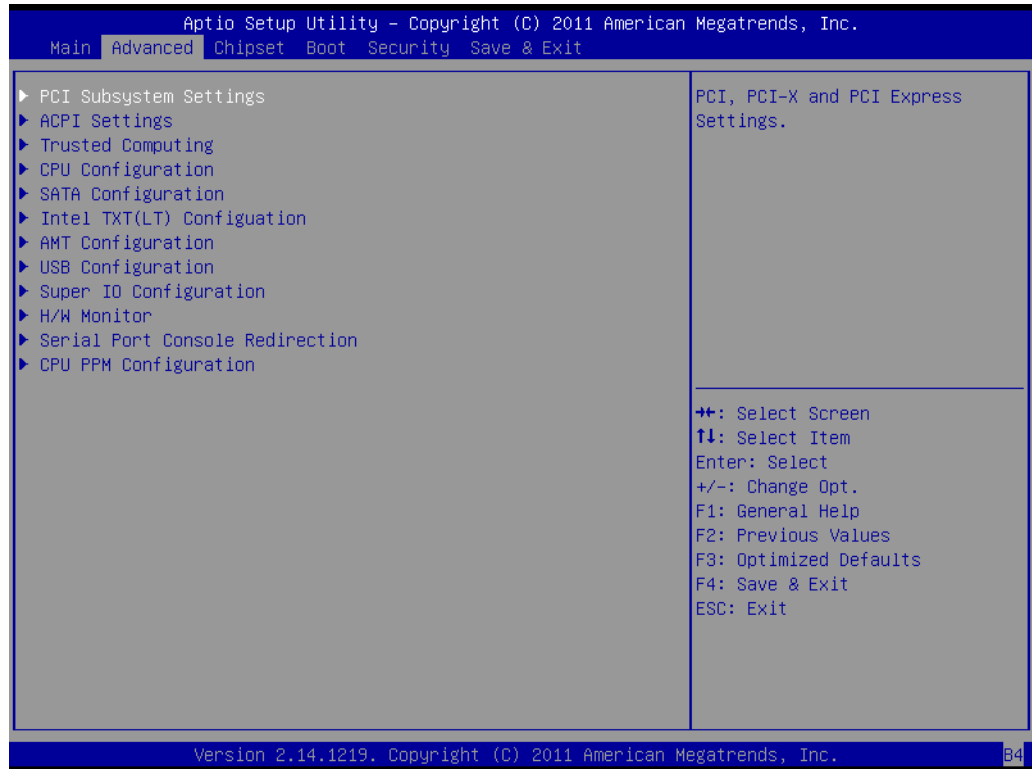 Aptio Setup Utility – Copyright (C) 2011 American Megatrends, Inc.
Main Advanced Chipset Boot Security Save & Exit
▶ PCI Subsystem Settings
▶ ACPI Settings
▶ Trusted Computing
▶ CPU Configuration
▶ SATA Configuration
▶ Intel TXT(LT) Configuation
▶ AMT Configuration
▶ USB Configuration
▶ Super IO Configuration
▶ H/W Monitor
▶ Serial Port Console Redirection
▶ CPU PPM Configuration
PCI, PCI-X and PCI Express
Settings.
→←: Select Screen
↑↓: Select Item
Enter: Select
+/-: Change Opt.
F1: General Help
F2: Previous Values
F3: Optimized Defaults
F4: Save & Exit
ESC: Exit
Version 2.14.1219. Copyright (C) 2011 American Megatrends, Inc.
B4